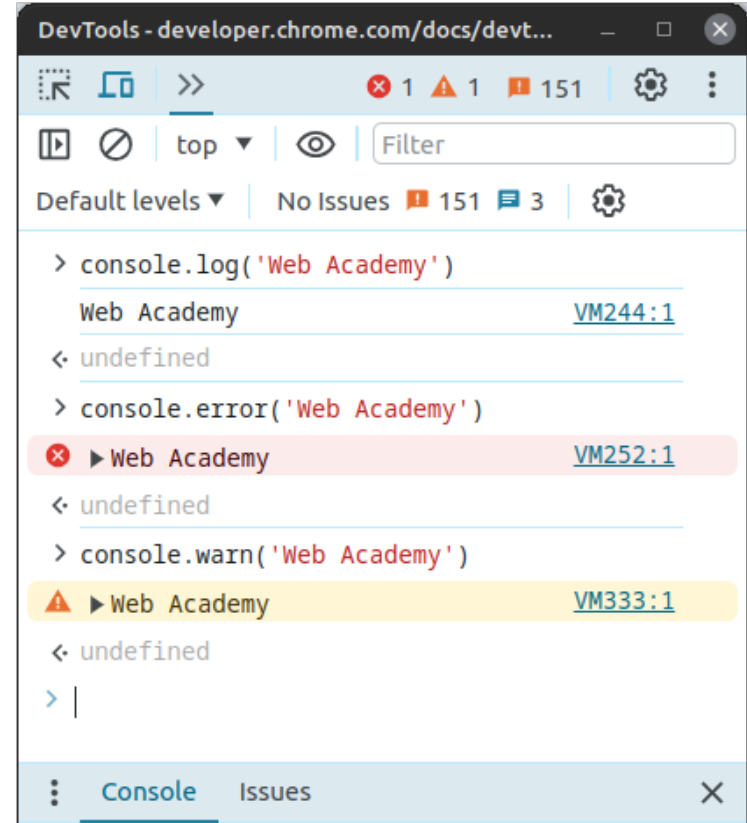 DevTools - developer.chrome.com/docs/devt...
1 1 151
top Filter
Default levels No Issues 151 3
console.log('Web Academy')
Web Academy VM244:1
undefined
console.error('Web Academy')
Web Academy VM252:1
undefined
console.warn('Web Academy')
Web Academy VM333:1
undefined
Console Issues